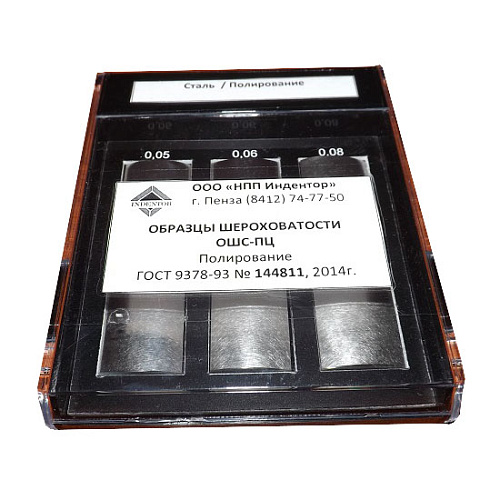 Сталь / Полирование
0,05 0,06 0,08
INDENTOR
ООО «НПП Индентор»
г. Пенза (8412) 74-77-50
ОБРАЗЦЫ ШЕРОХОВАТОСТИ
ОШС-ПЦ
Полирование
ГОСТ 9378-93 № 144811, 2014г.